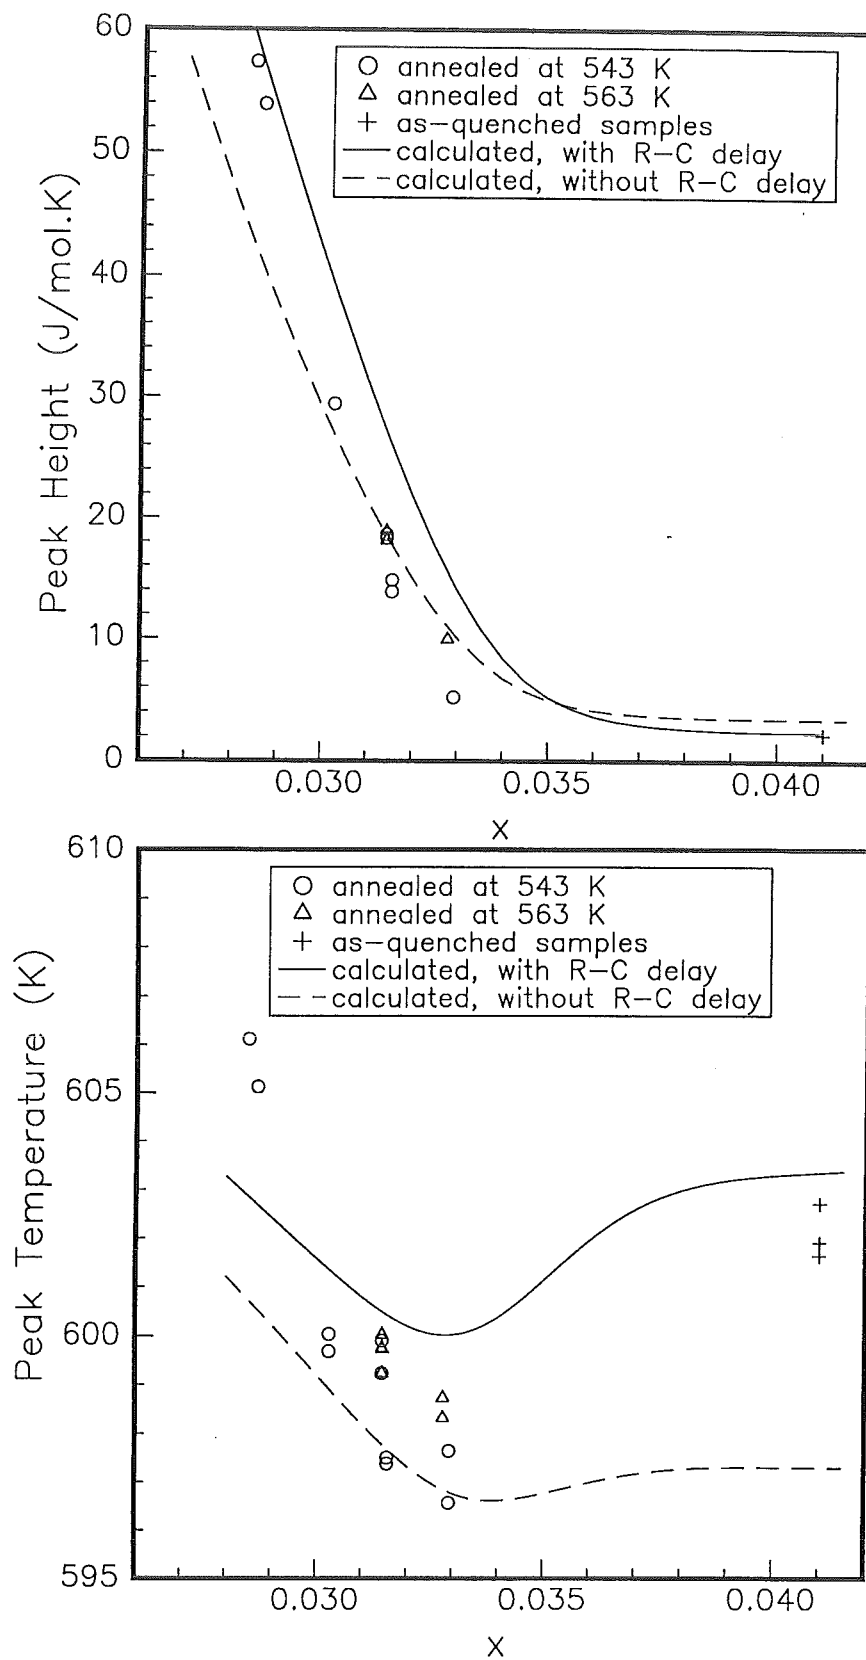 60
50
40
30
20
10
0
Peak Height (J/mol.K)
annealed at 543 K
annealed at 563 K
as-quenched samples
calculated, with R-C delay
calculated, without R-C delay
0.030 0.035 0.040
X
610
605
600
595
Peak Temperature (K)
annealed at 543 K
annealed at 563 K
as-quenched samples
calculated, with R-C delay
calculated, without R-C delay
0.030 0.035 0.040
X